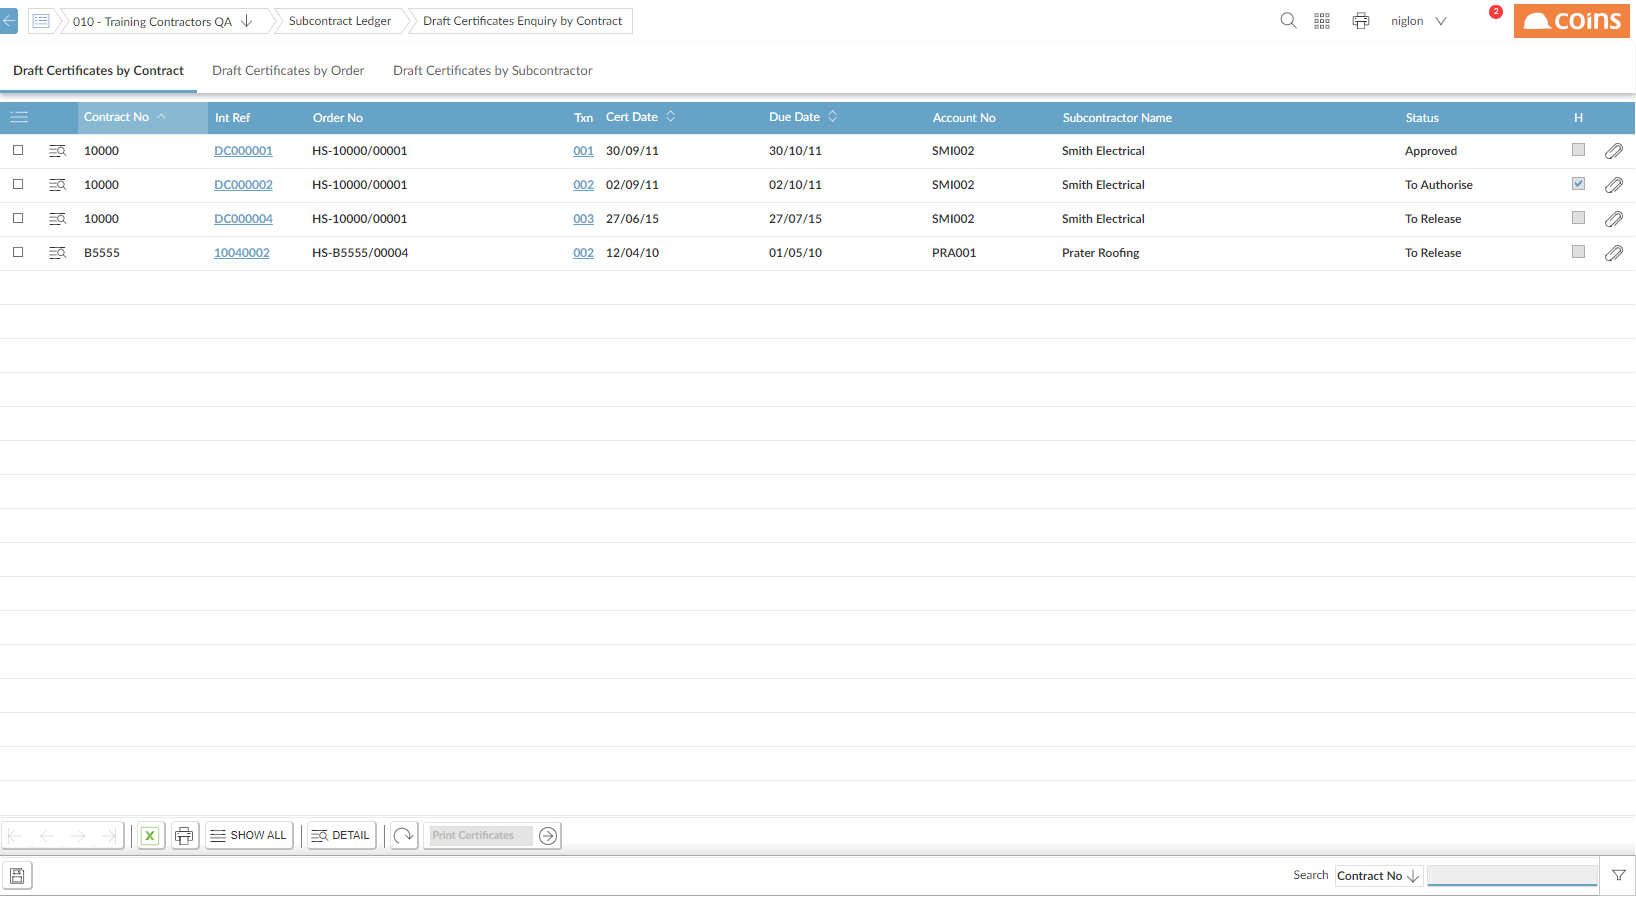 010 - Training Contractors QA Subcontract Ledger Draft Certificates Enquiry by Contract niglon 2 coins
Draft Certificates by Contract Draft Certificates by Order Draft Certificates by Subcontractor
Contract No Int Ref Order No Txn Cert Date Due Date Account No Subcontractor Name Status H
10000 DC000001 HS-10000/00001 001 30/09/11 30/10/11 SMI002 Smith Electrical Approved
10000 DC000002 HS-10000/00001 002 02/09/11 02/10/11 SMI002 Smith Electrical To Authorise
10000 DC000004 HS-10000/00001 003 27/06/15 27/07/15 SMI002 Smith Electrical To Release
B5555 10040002 HS-B5555/00004 002 12/04/10 01/05/10 PRA001 Prater Roofing To Release
X SHOW ALL DETAIL Print Certificates
Search Contract No